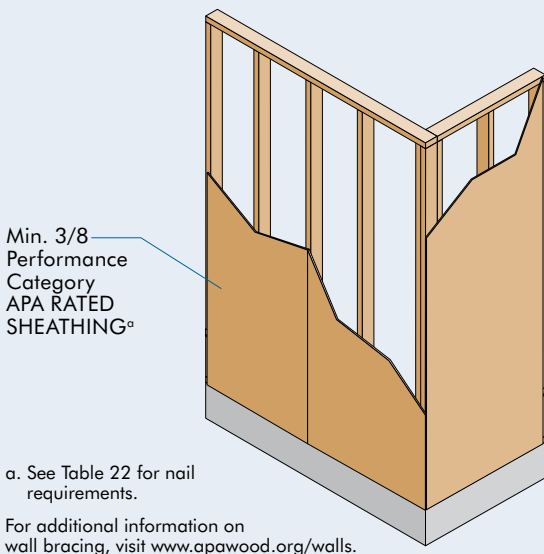 Min. 3/8
Performance
Category
APA RATED
SHEATHINGᵃ
a. See Table 22 for nail
requirements.
For additional information on
wall bracing, visit www.apawood.org/walls.